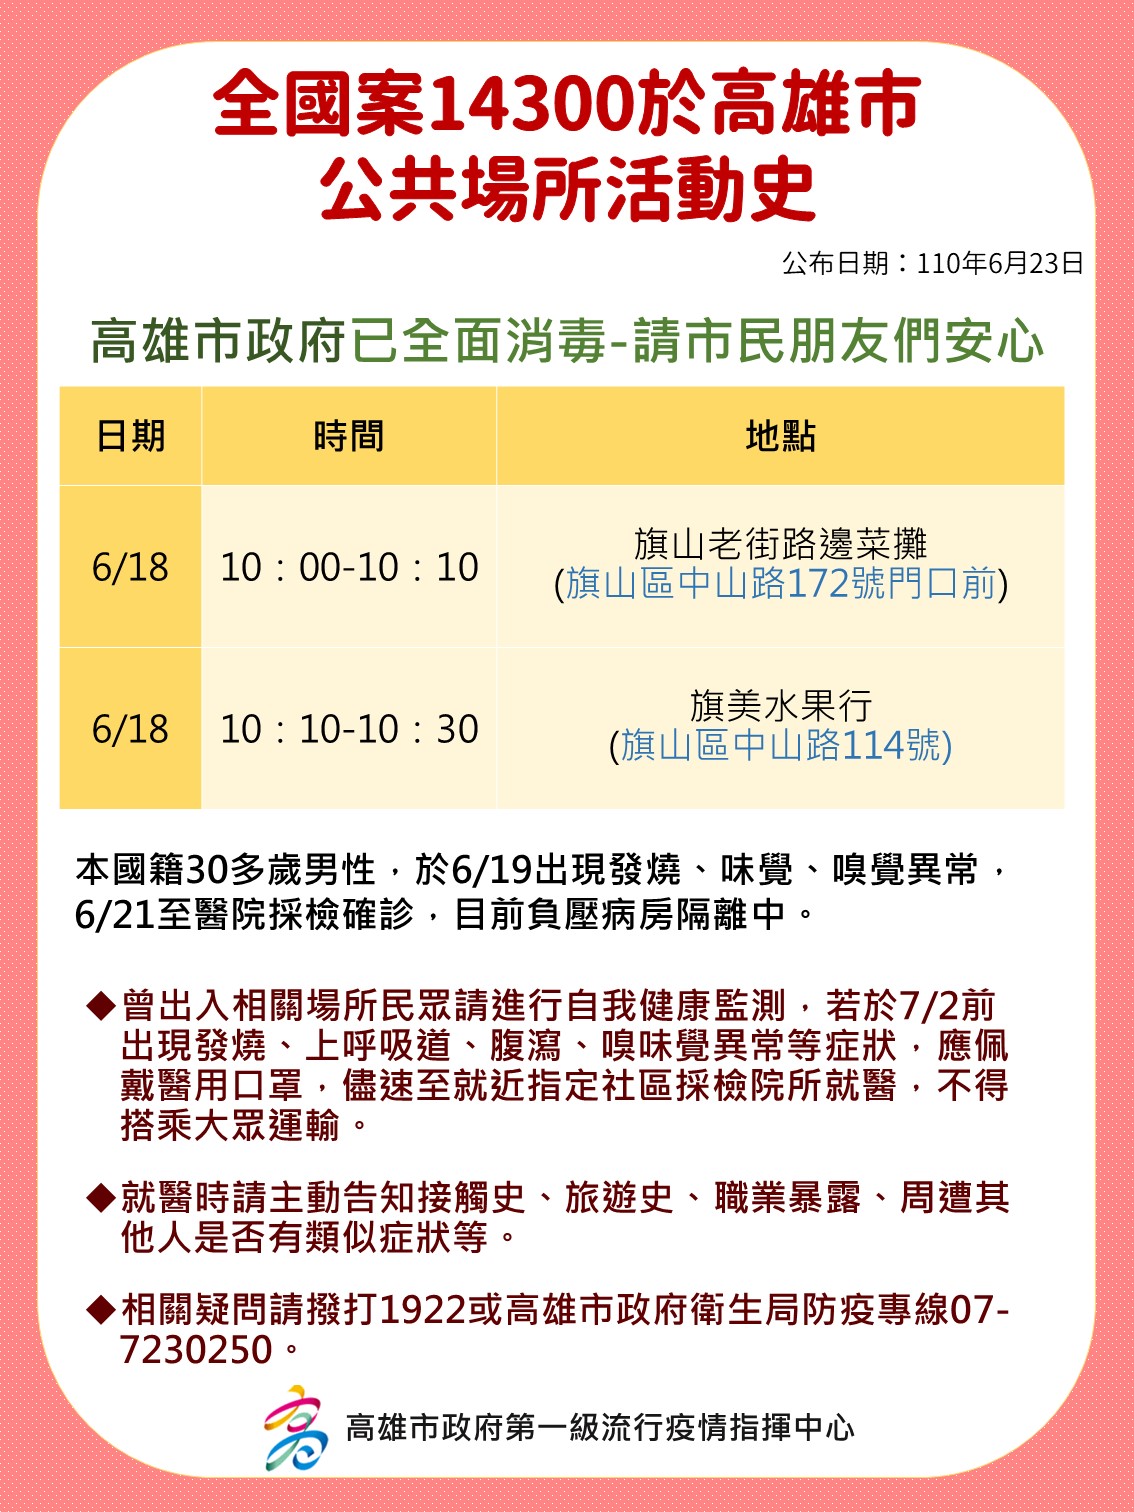 全國案14300於高雄市
公共場所活動史
公布日期：110年6月23日
高雄市政府已全面消毒-請市民朋友們安心
日期 時間 地點
6/18 10：00-10：10 旗山老街路邊菜攤
(旗山區中山路172號門口前)
6/18 10：10-10：30 旗美水果行
(旗山區中山路114號)
本國籍30多歲男性，於6/19出現發燒、味覺、嗅覺異常，
6/21至醫院採檢確診，目前負壓病房隔離中。
◆曾出入相關場所民眾請進行自我健康監測，若於7/2前
出現發燒、上呼吸道、腹瀉、嗅味覺異常等症狀，應佩
戴醫用口罩，儘速至就近指定社區採檢院所就醫，不得
搭乘大眾運輸。
◆就醫時請主動告知接觸史、旅遊史、職業暴露、周遭其
他人是否有類似症狀等。
◆相關疑問請撥打1922或高雄市政府衛生局防疫專線07-
7230250。
高雄市政府第一級流行疫情指揮中心